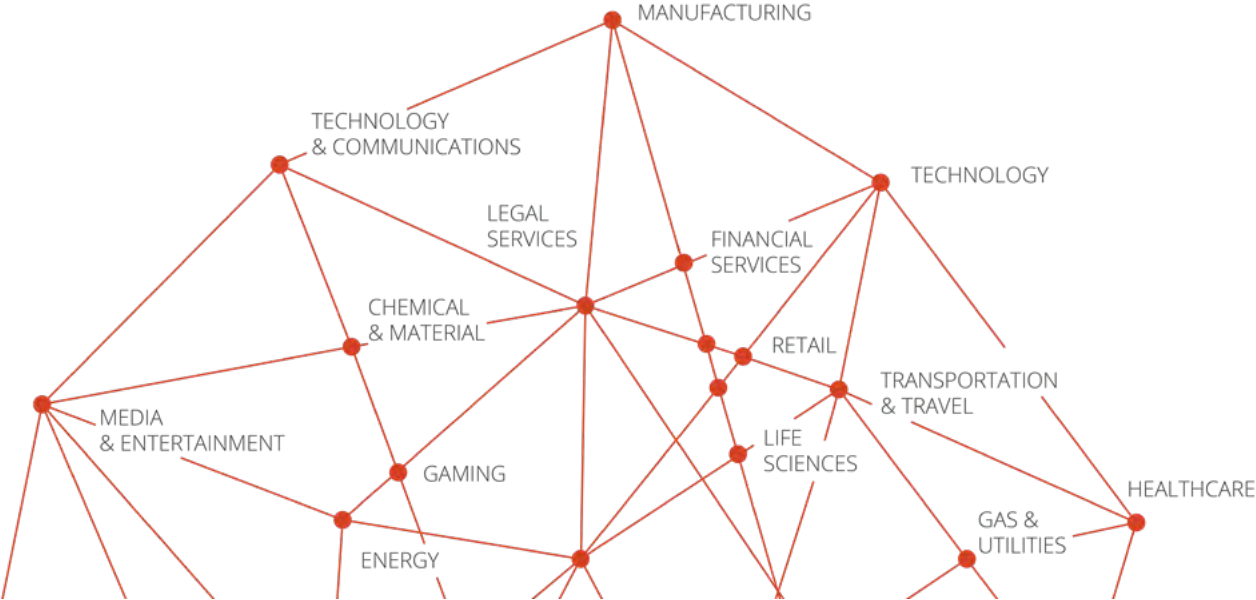 MANUFACTURING
TECHNOLOGY
& COMMUNICATIONS
TECHNOLOGY
LEGAL
SERVICES
FINANCIAL
SERVICES
CHEMICAL
& MATERIAL
RETAIL
TRANSPORTATION
& TRAVEL
MEDIA
& ENTERTAINMENT
LIFE
SCIENCES
GAMING
HEALTHCARE
GAS &
UTILITIES
ENERGY